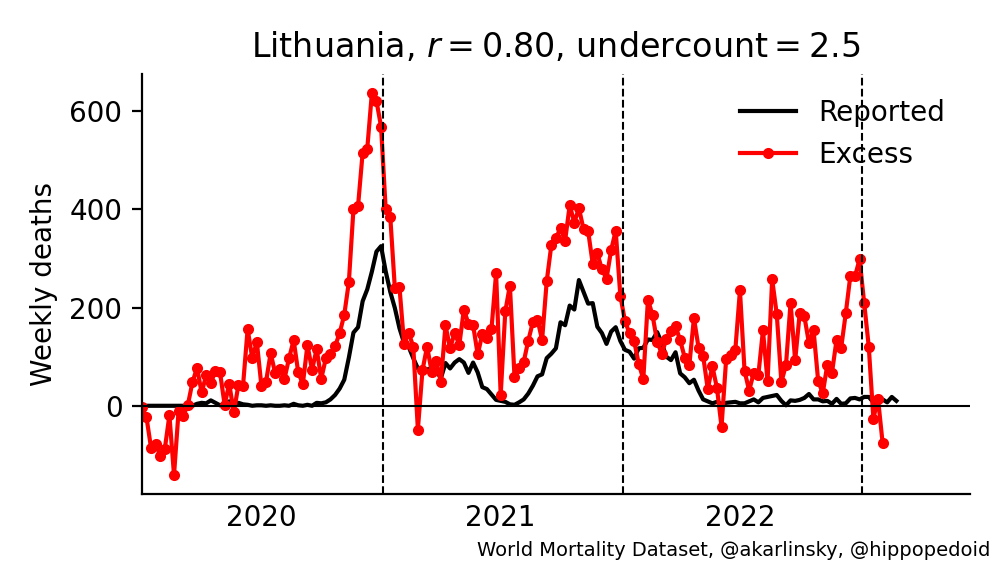 Lithuania, r = 0.80, undercount = 2.5
Reported
Excess
Weekly deaths
600
400
200
0
2020
2021
2022
World Mortality Dataset, @akarlinsky, @hippopedoid